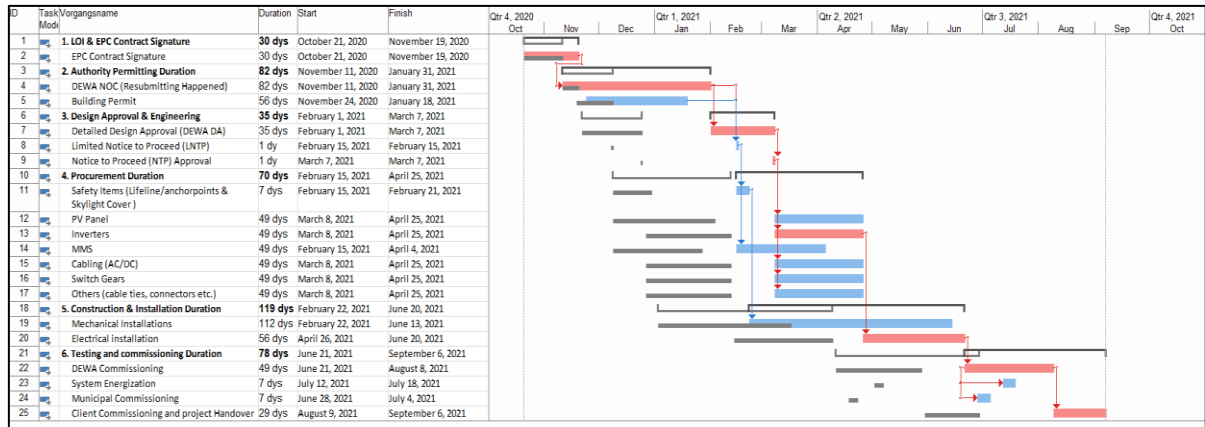 ID Task Mode Vorgangsname Duration Start Finish
Qtr 4, 2020 Qtr 1, 2021 Qtr 2, 2021 Qtr 3, 2021 Qtr 4, 2021
Oct Nov Dec Jan Feb Mar Apr May Jun Jul Aug Sep Oct
1 1. LOI & EPC Contract Signature 30 dys October 21, 2020 November 19, 2020
2 EPC Contract Signature 30 dys October 21, 2020 November 19, 2020
3 2. Authority Permitting Duration 82 dys November 11, 2020 January 31, 2021
4 DEWA NOC (Resubmitting Happened) 82 dys November 11, 2020 January 31, 2021
5 Building Permit 56 dys November 24, 2020 January 18, 2021
6 3. Design Approval & Engineering 35 dys February 1, 2021 March 7, 2021
7 Detailed Design Approval (DEWA DA) 35 dys February 1, 2021 March 7, 2021
8 Limited Notice to Proceed (LNTP) 1 dy February 15, 2021 February 15, 2021
9 Notice to Proceed (NTP) Approval 1 dy March 7, 2021 March 7, 2021
10 4. Procurement Duration 70 dys February 15, 2021 April 25, 2021
11 Safety Items (Lifeline/anchorpoints & 7 dys February 15, 2021 February 21, 2021
Skylight Cover )
12 PV Panel 49 dys March 8, 2021 April 25, 2021
13 Inverters 49 dys March 8, 2021 April 25, 2021
14 MMS 49 dys February 15, 2021 April 4, 2021
15 Cabling (AC/DC) 49 dys March 8, 2021 April 25, 2021
16 Switch Gears 49 dys March 8, 2021 April 25, 2021
17 Others (cable ties, connectors etc.) 49 dys March 8, 2021 April 25, 2021
18 5. Construction & Installation Duration 119 dys February 22, 2021 June 20, 2021
19 Mechanical Installations 112 dys February 22, 2021 June 13, 2021
20 Electrical installation 56 dys April 26, 2021 June 20, 2021
21 6. Testing and commissioning Duration 78 dys June 21, 2021 September 6, 2021
22 DEWA Commissioning 49 dys June 21, 2021 August 8, 2021
23 System Energization 7 dys July 12, 2021 July 18, 2021
24 Municipal Commissioning 7 dys June 28, 2021 July 4, 2021
25 Client Commissioning and project Handover 29 dys August 9, 2021 September 6, 2021